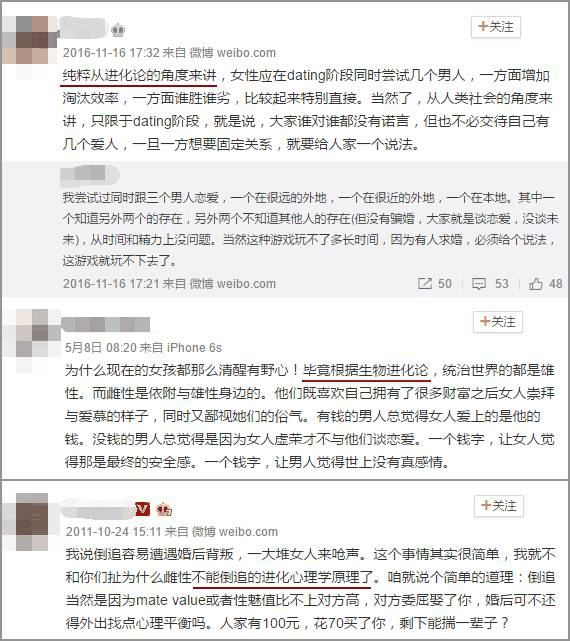 +关注
2016-11-16 17:32 来自 微博 weibo.com
纯粹从进化论的角度来讲，女性应在dating阶段同时尝试几个男人，一方面增加
淘汰效率，一方面谁胜谁劣，比较起来特别直接。当然了，从人类社会的角度来
讲，只限于dating阶段，就是说，大家谁对谁都没有诺言，但也不必交待自己有
几个爱人，一旦一方想要固定关系，就要给人家一个说法。
我尝试过同时跟三个男人恋爱，一个在很远的外地，一个在很近的外地，一个在本地。其中一
个知道另外两个的存在，另外两个不知道其他人的存在(但没有骗婚，大家就是谈恋爱，没谈未
来)，从时间和精力上没问题。当然这种游戏玩不了多长时间，因为有人求婚，必须给个说法，
这游戏就玩不下去了。
2016-11-16 17:21 来自 微博 weibo.com 50 53 48
+关注
5月8日 08:20 来自 iPhone 6s
为什么现在的女孩都那么清醒有野心！毕竟根据生物进化论，统治世界的都是雄
性。而雌性是依附与雄性身边的。他们既喜欢自己拥有了很多财富之后女人崇拜
与爱慕的样子，同时又鄙视她们的俗气。有钱的男人总觉得女人爱上的是他的
钱。没钱的男人总觉得是因为女人虚荣才不与他们谈恋爱。一个钱字，让女人觉
得那是最终的安全感。一个钱字，让男人觉得世上没有真感情。
V
+关注
2011-10-24 15:11 来自 微博 weibo.com
我说倒追容易遭遇婚后背叛，一大堆女人来呛声。这个事情其实很简单，我就不
和你们扯为什么雌性不能倒追的进化心理学原理了。咱就说个简单的道理：倒追
当然是因为mate value或者性魅值比不上对方高，对方委屈娶了你，婚后可不还
得外出找点心理平衡吗。人家有100元，花70买了你，剩下能揣一辈子？